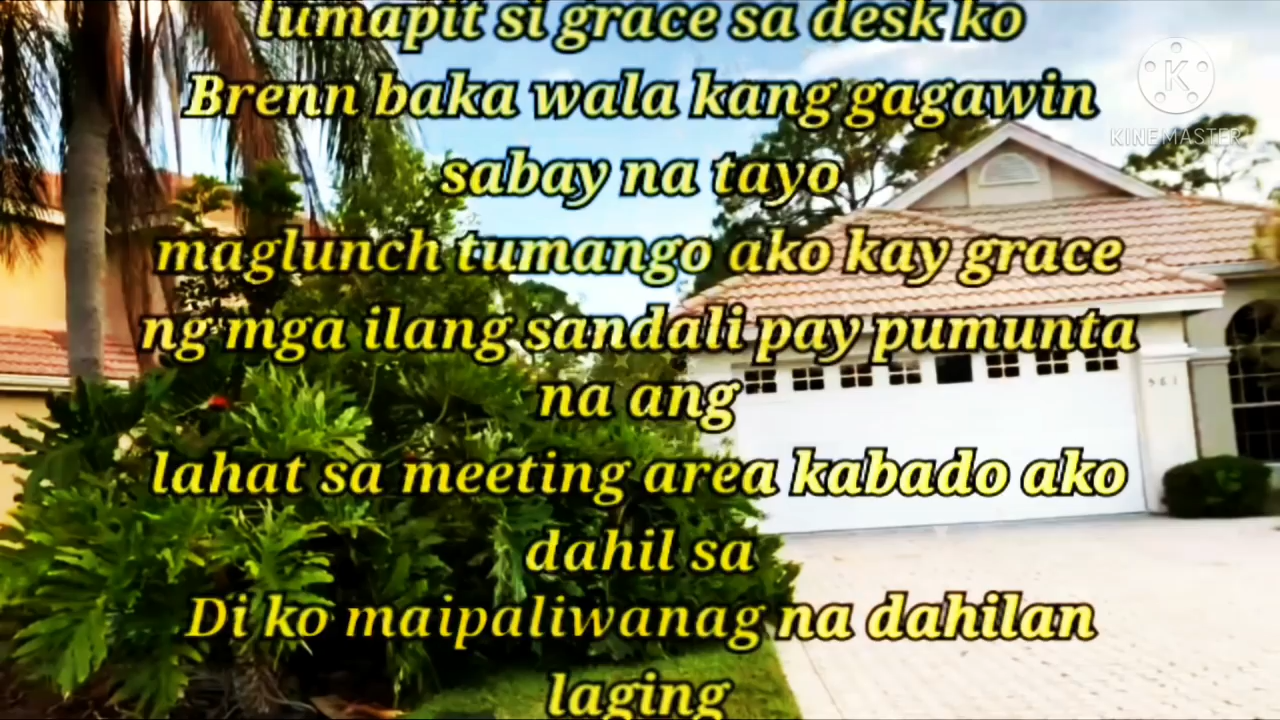 lumapit si grace sa desk ko
Brenn baka wala kang gagawin
sabay na tayo
maglunch tumango ako kay grace
ng mga ilang sandali pay pumunta
na ang
lahat sa meeting area kabado ako
dahil sa
Di ko maipaliwanag na dahilan
laging
K
KINEMASTER
561